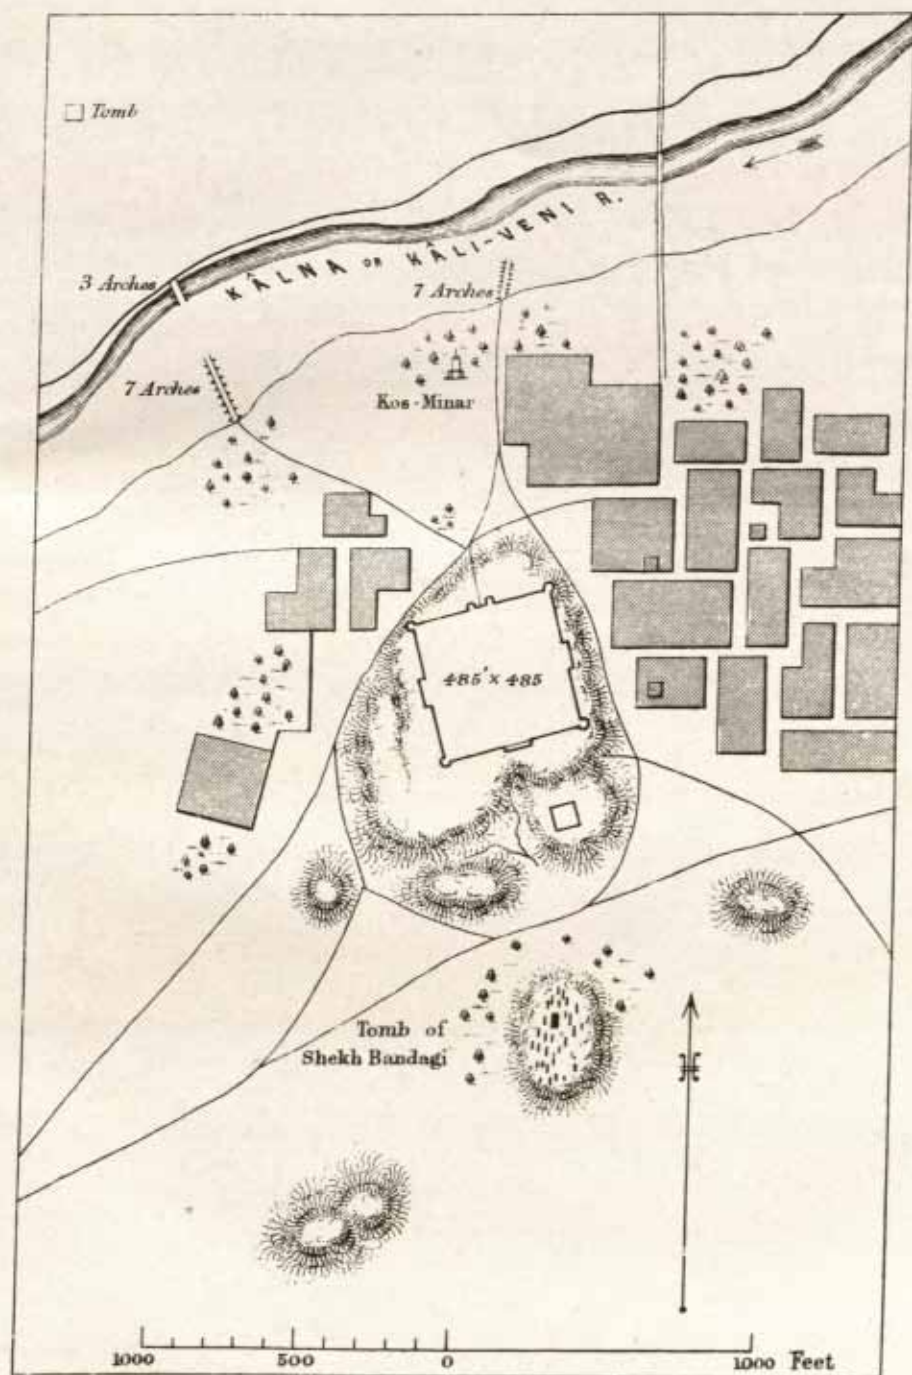 Tomb
KÂLNA OR KÂLI-VENI R.
3 Arches
7 Arches
7 Arches
Kos-Minar
485' × 485
Tomb of
Shekh Bandagi
1000 500 0 1000 Feet